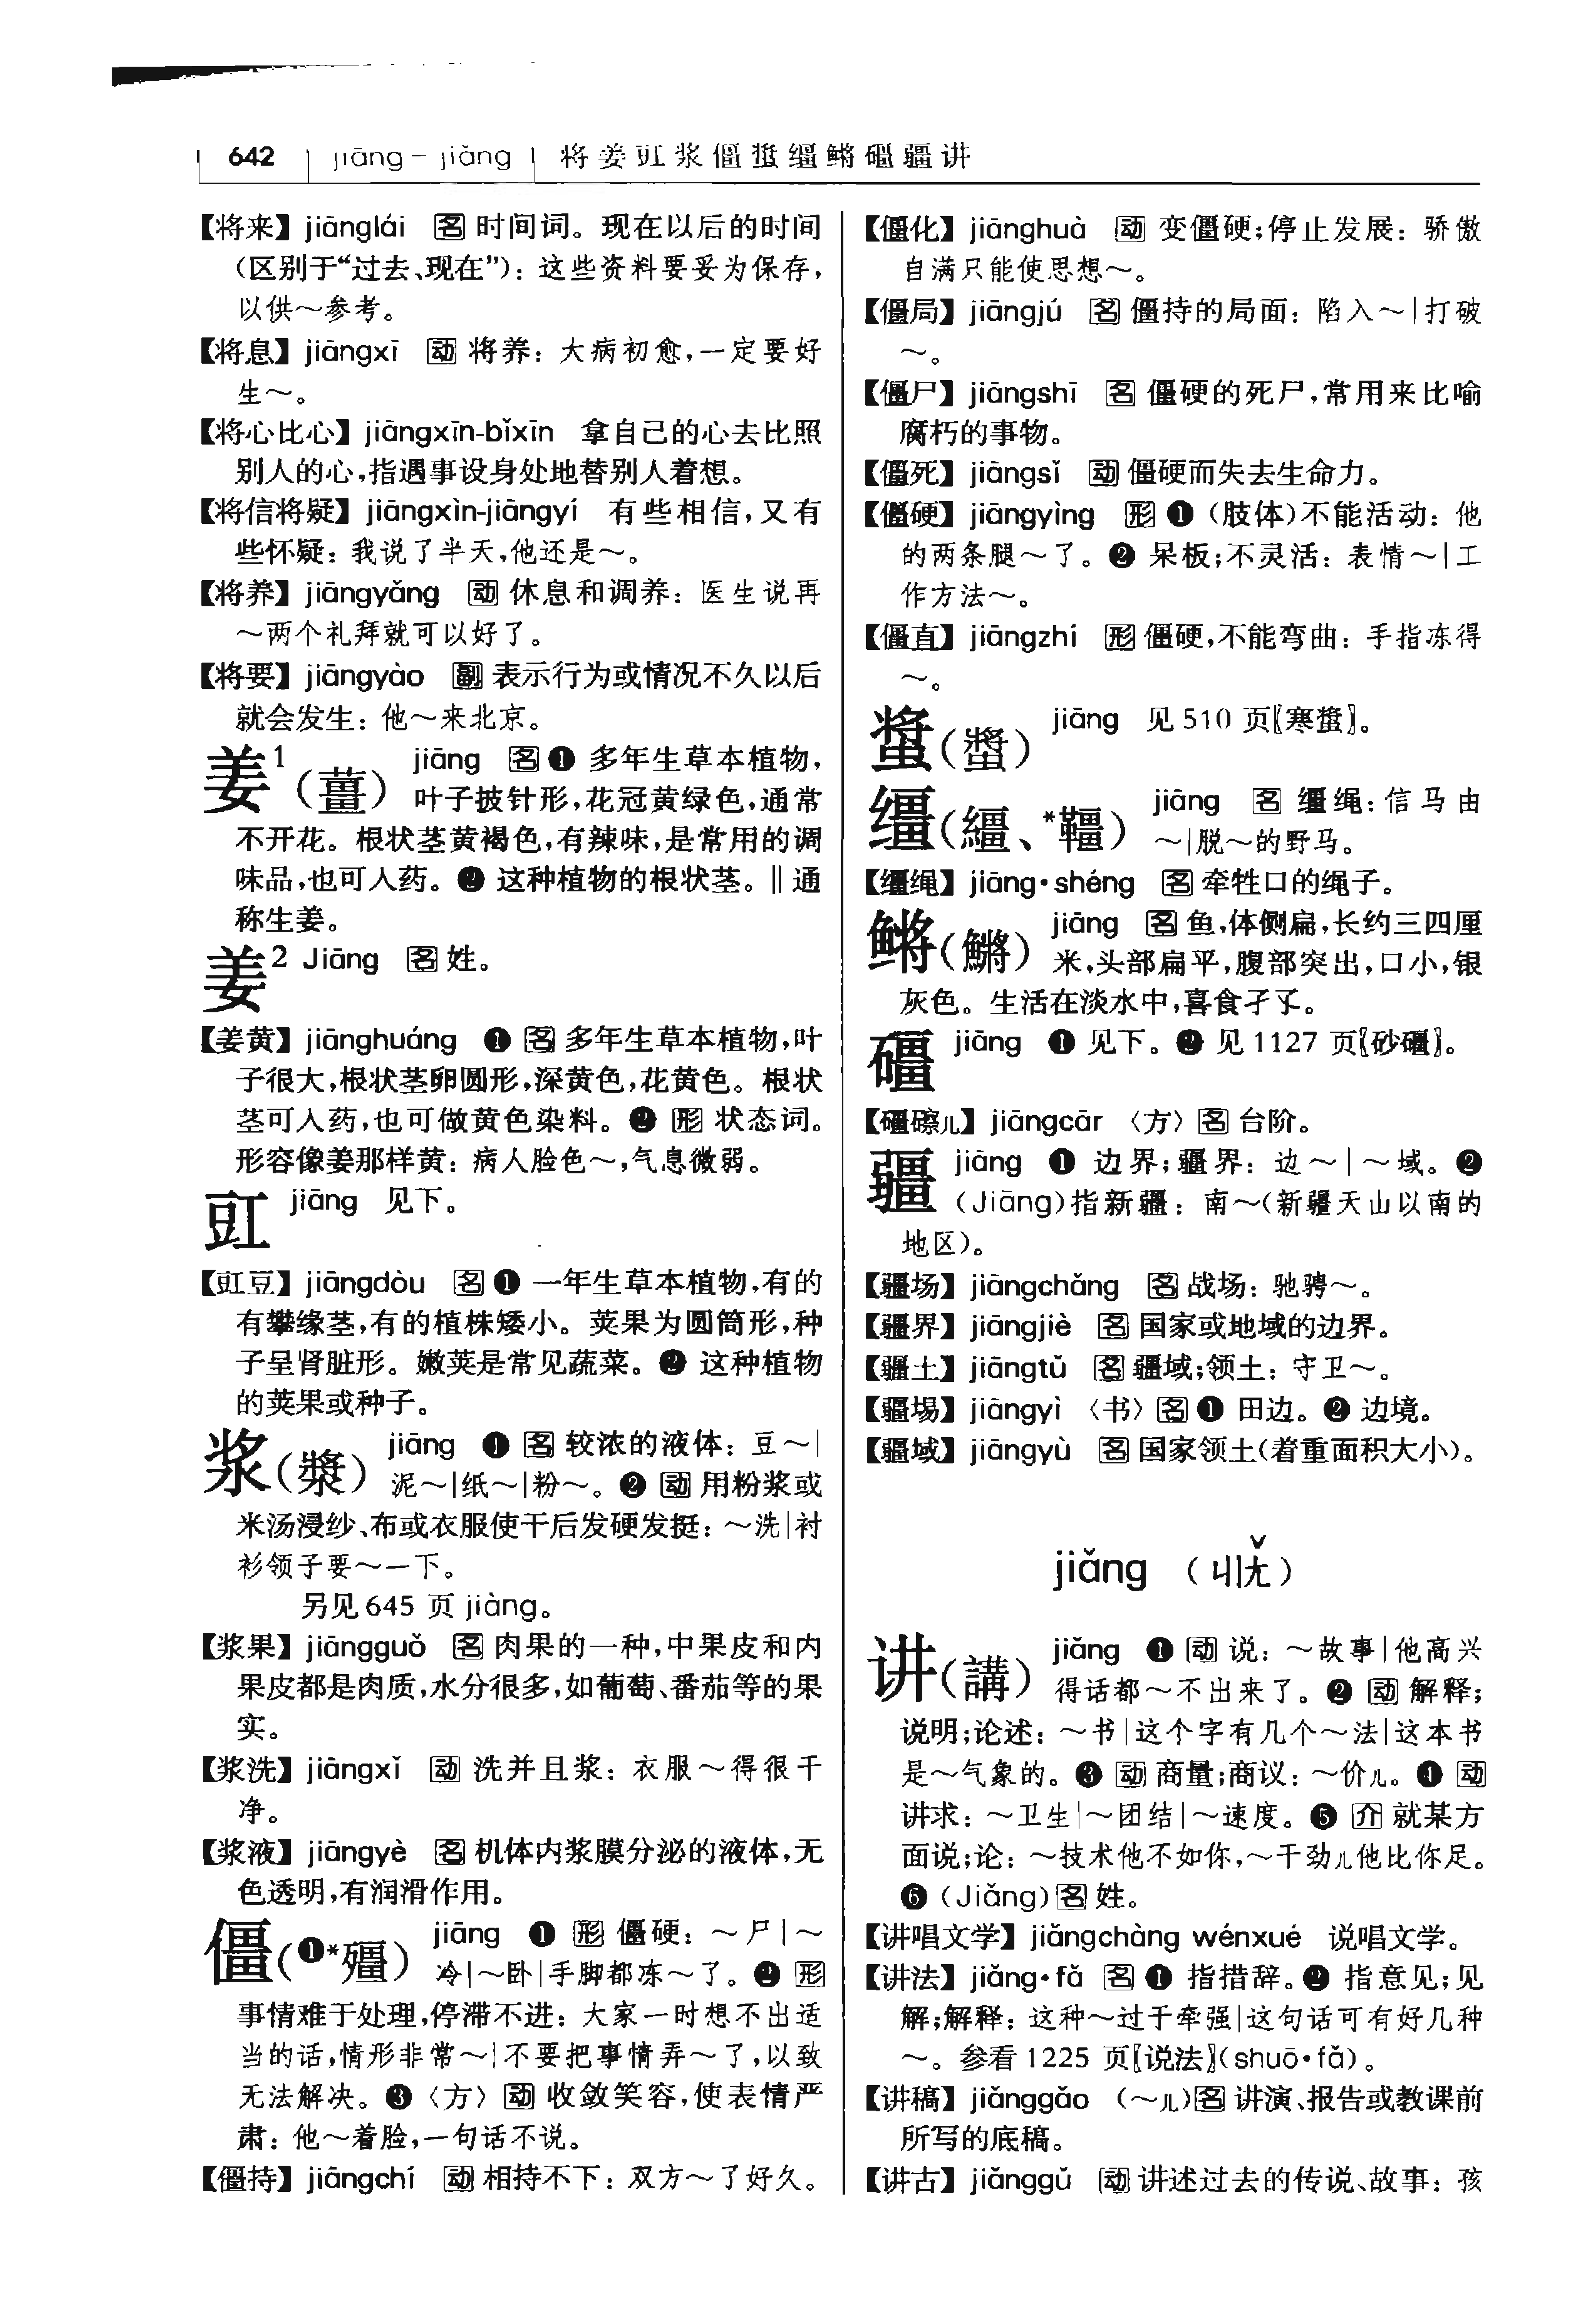 642 jiāng－jiǎng 将姜豇浆僵螀缰鳉礓疆讲
【将来】jiānglái 名 时间词。现在以后的时间
（区别于“过去、现在”）：这些资料要妥为保存，
以供～参考。
【将息】jiāngxī 动 将养：大病初愈，一定要好
生～。
【将心比心】jiāngxīn-bǐxīn 拿自己的心去比照
别人的心，指遇事设身处地替别人着想。
【将信将疑】jiāngxìn-jiāngyí 有些相信，又有
些怀疑：我说了半天，他还是～。
【将养】jiāngyǎng 动 休息和调养：医生说再
～两个礼拜就可以好了。
【将要】jiāngyào 副 表示行为或情况不久以后
就会发生：他～来北京。
姜1（薑） jiāng 名 ❶ 多年生草本植物，
叶子披针形，花冠黄绿色，通常
不开花。根状茎黄褐色，有辣味，是常用的调
味品，也可入药。❷ 这种植物的根状茎。‖通
称生姜。
姜2 Jiāng 名 姓。
【姜黄】jiānghuáng ❶ 名 多年生草本植物，叶
子很大，根状茎卵圆形，深黄色，花黄色。根状
茎可入药，也可做黄色染料。❷ 形 状态词。
形容像姜那样黄：病人脸色～，气息微弱。
豇 jiāng 见下。
【豇豆】jiāngdòu 名 ❶ 一年生草本植物，有的
有攀缘茎，有的植株矮小。荚果为圆筒形，种
子呈肾脏形。嫩荚是常见蔬菜。❷ 这种植物
的荚果或种子。
浆（漿） jiāng ❶ 名 较浓的液体：豆～|
泥～|纸～|粉～。❷ 动 用粉浆或
米汤浸纱、布或衣服使干后发硬发挺：～洗|衬
衫领子要～一下。
另见645 页 jiàng。
【浆果】jiāngguǒ 名 肉果的一种，中果皮和内
果皮都是肉质，水分很多，如葡萄、番茄等的果
实。
【浆洗】jiāngxǐ 动 洗并且浆：衣服～得很干
净。
【浆液】jiāngyè 名 机体内浆膜分泌的液体，无
色透明，有润滑作用。
僵（❶*殭） jiāng ❶ 形 僵硬：～尸|～
冷|～卧|手脚都冻～了。❷ 形
事情难于处理，停滞不进：大家一时想不出适
当的话，情形非常～|不要把事情弄～了，以致
无法解决。❸〈方〉动 收敛笑容，使表情严
肃：他～着脸，一句话不说。
【僵持】jiāngchí 动 相持不下：双方～了好久。
【僵化】jiānghuà 动 变僵硬；停止发展：骄傲
自满只能使思想～。
【僵局】jiāngjú 名 僵持的局面：陷入～|打破
～。
【僵尸】jiāngshī 名 僵硬的死尸，常用来比喻
腐朽的事物。
【僵死】jiāngsǐ 动 僵硬而失去生命力。
【僵硬】jiāngyìng 形 ❶（肢体）不能活动：他
的两条腿～了。❷ 呆板；不灵活：表情～|工
作方法～。
【僵直】jiāngzhí 形 僵硬，不能弯曲：手指冻得
～。
螀（螿） jiāng 见510 页〖寒螀〗。
缰（繮、*韁） jiāng 名 缰绳：信马由
～|脱～的野马。
【缰绳】jiāng·shéng 名 牵牲口的绳子。
鳉（鱂） jiāng 名 鱼，体侧扁，长约三四厘
米，头部扁平，腹部突出，口小，银
灰色。生活在淡水中，喜食孑孓。
礓 jiāng ❶ 见下。❷ 见1127 页〖砂礓〗。
【礓䃰儿】jiāngcār 〈方〉名 台阶。
疆 jiāng ❶ 边界；疆界：边～|～域。❷
（Jiāng）指新疆：南～（新疆天山以南的
地区）。
【疆场】jiāngchǎng 名 战场：驰骋～。
【疆界】jiāngjiè 名 国家或地域的边界。
【疆土】jiāngtǔ 名 疆域；领土：守卫～。
【疆埸】jiāngyì 〈书〉名 ❶ 田边。❷ 边境。
【疆域】jiāngyù 名 国家领土（着重面积大小）。
jiǎng （ㄐㄧㄤˇ）
讲（講） jiǎng ❶ 动 说：～故事|他高兴
得话都～不出来了。❷ 动 解释；
说明；论述：～书|这个字有几个～法|这本书
是～气象的。❸ 动 商量；商议：～价儿。❹ 动
讲求：～卫生|～团结|～速度。❺ 介 就某方
面说；论：～技术他不如你，～干劲儿他比你足。
❻（Jiǎng）名 姓。
【讲唱文学】jiǎngchàng wénxué 说唱文学。
【讲法】jiǎng·fǎ 名 ❶ 指措辞。❷ 指意见；见
解；解释：这种～过于牵强|这句话可有好几种
～。参看1225 页〖说法〗（shuō·fǎ）。
【讲稿】jiǎnggǎo （～儿）名 讲演、报告或教课前
所写的底稿。
【讲古】jiǎnggǔ 动 讲述过去的传说、故事：孩